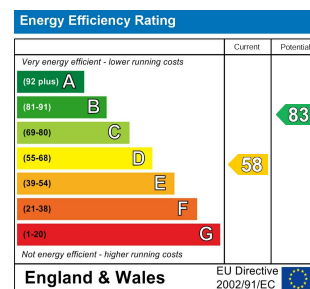 Energy Efficiency Rating
Current Potential
Very energy efficient - lower running costs
(92 plus) A
(81-91) B
83
(69-80) C
(55-68) D
58
(39-54) E
(21-38) F
(1-20) G
Not energy efficient - higher running costs
England & Wales
EU Directive
2002/91/EC